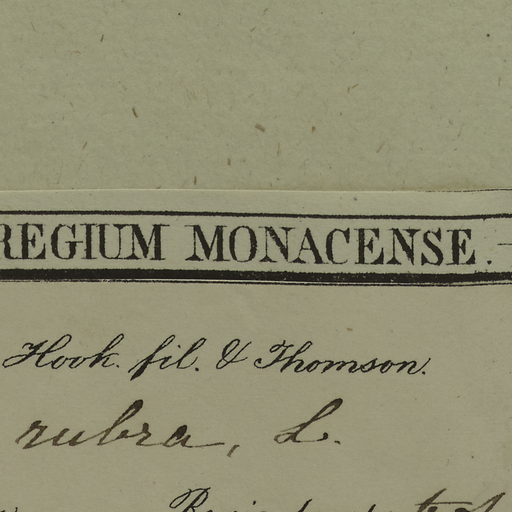 REGIUM MONACENSE.
Hook. fil. & Thomson.
rubra, L.